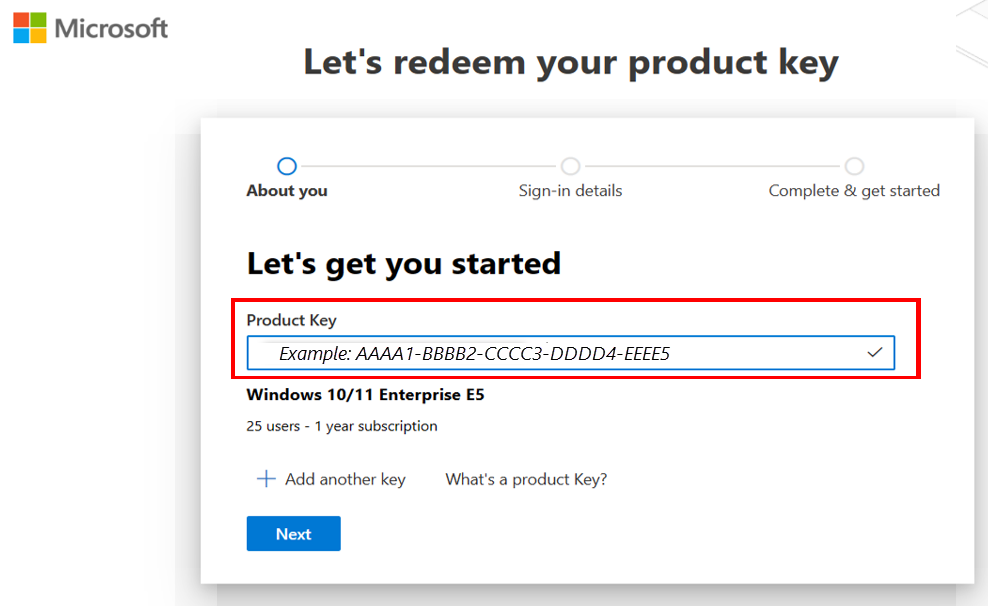 Microsoft
Let's redeem your product key
About you
Sign-in details
Complete & get started
Let's get you started
Product Key
Example: AAAA1-BBBB2-CCCC3-DDDD4-EEEE5
Windows 10/11 Enterprise E5
25 users - 1 year subscription
Add another key
What's a product Key?
Next